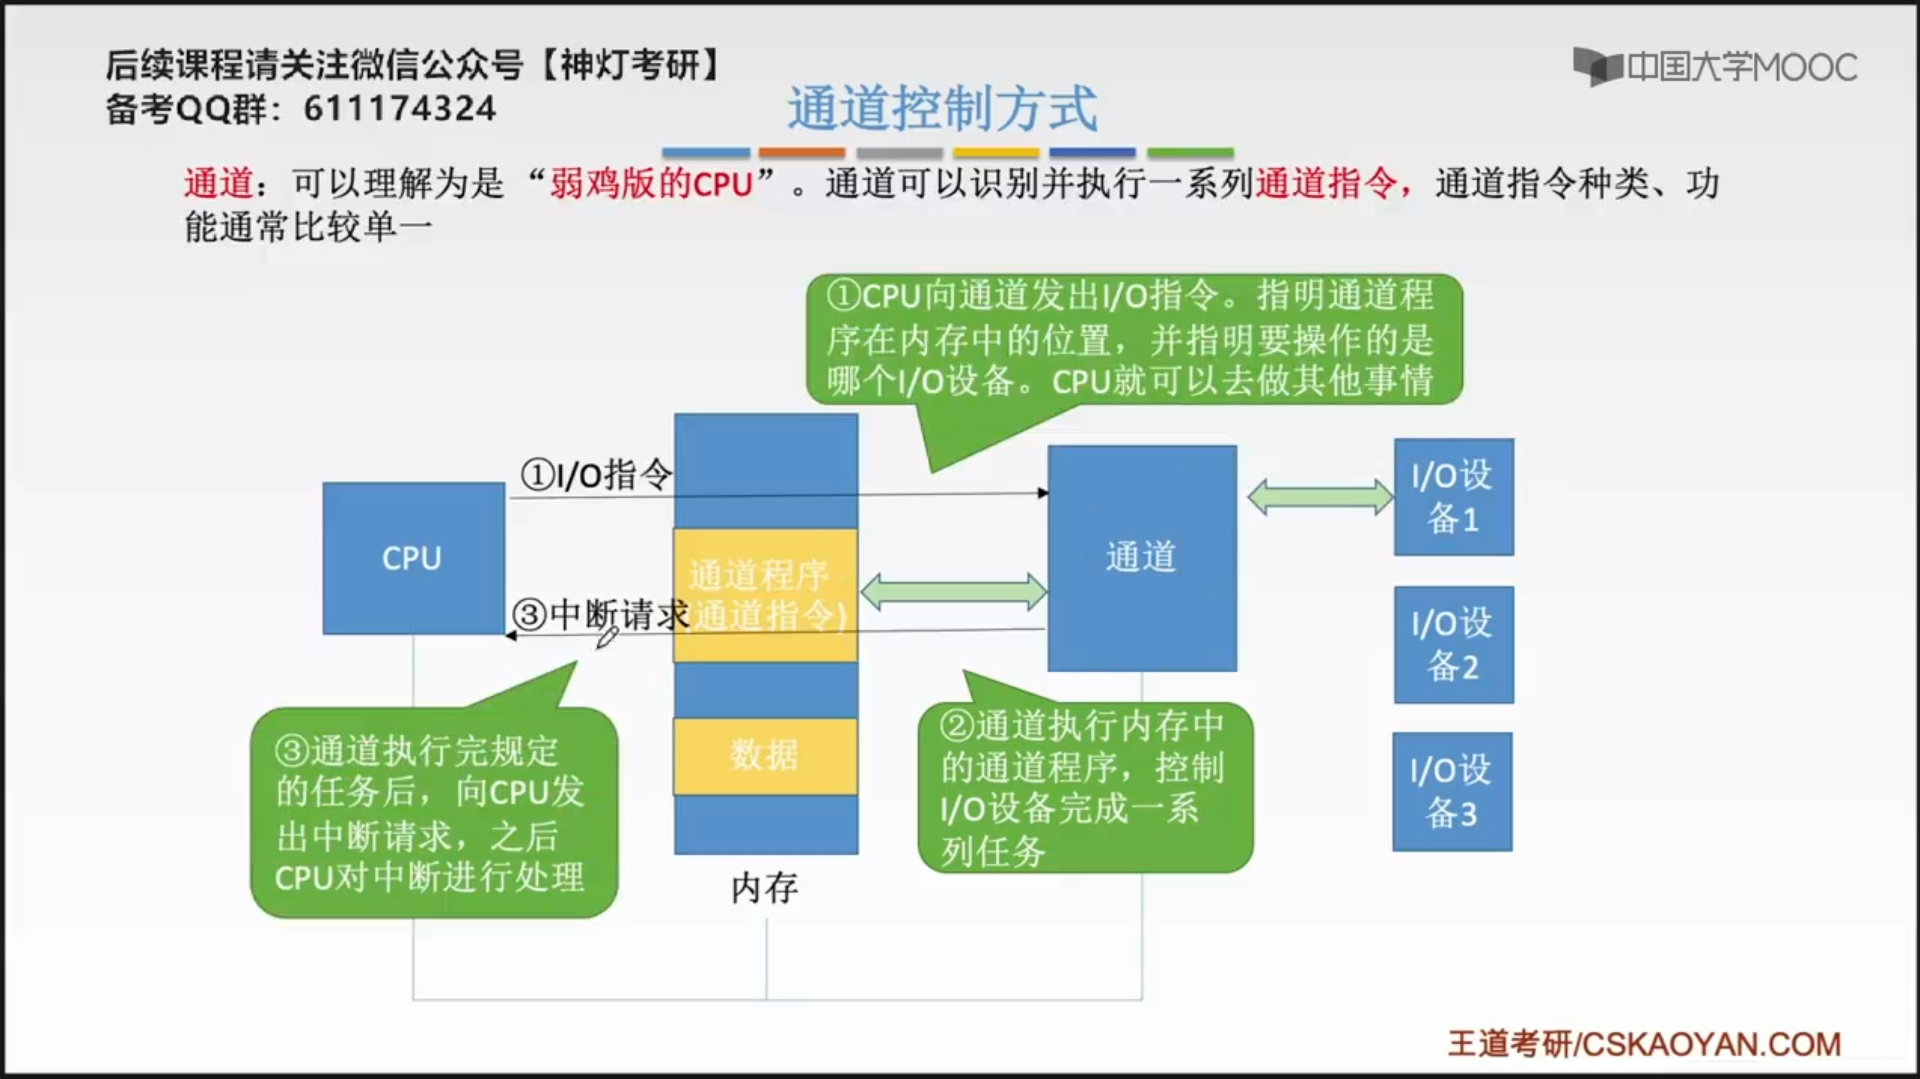 后续课程请关注微信公众号【神灯考研】
备考QQ群：611174324
中国大学MOOC
通道控制方式
通道：可以理解为是“弱鸡版的CPU”。通道可以识别并执行一系列通道指令，通道指令种类、功
能通常比较单一
①CPU向通道发出I/O指令。指明通道程
序在内存中的位置，并指明要操作的是
哪个I/O设备。CPU就可以去做其他事情
①I/O指令
CPU
通道程序
(通道指令)
③中断请求
数据
内存
通道
I/O设
备1
I/O设
备2
I/O设
备3
③通道执行完规定
的任务后，向CPU发
出中断请求，之后
CPU对中断进行处理
②通道执行内存中
的通道程序，控制
I/O设备完成一系
列任务
王道考研/CSKAOYAN.COM